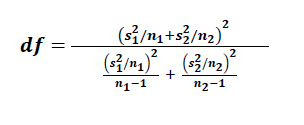 df = (s₁²/n₁+s₂²/n₂)² / ( (s₁²/n₁)²/(n₁−1) + (s₂²/n₂)²/(n₂−1) )